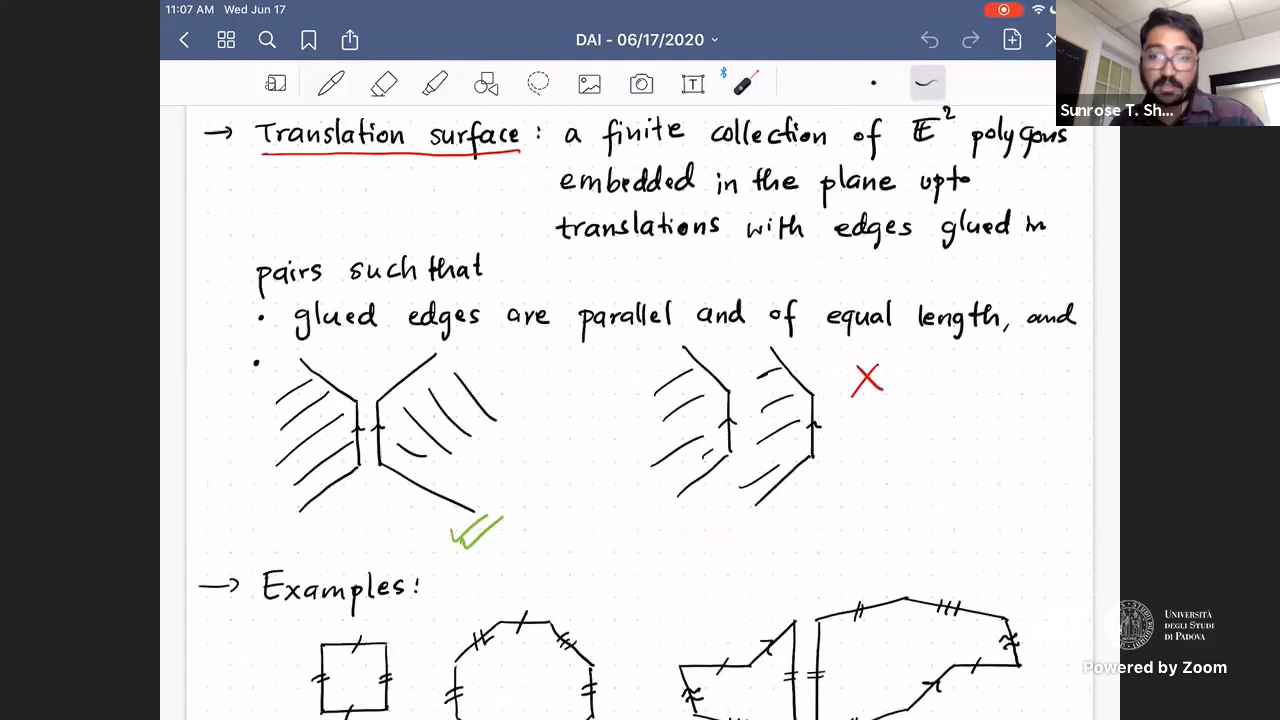 11:07 AM Wed Jun 17
DAI - 06/17/2020
T
Sunrose T. Sh...
→ Translation surface : a finite collection of E² polygons
embedded in the plane upto
translations with edges glued in
pairs such that
• glued edges are parallel and of equal length, and
•
→ Examples:
UNIVERSITÀ
DEGLI STUDI
DI PADOVA
Powered by Zoom